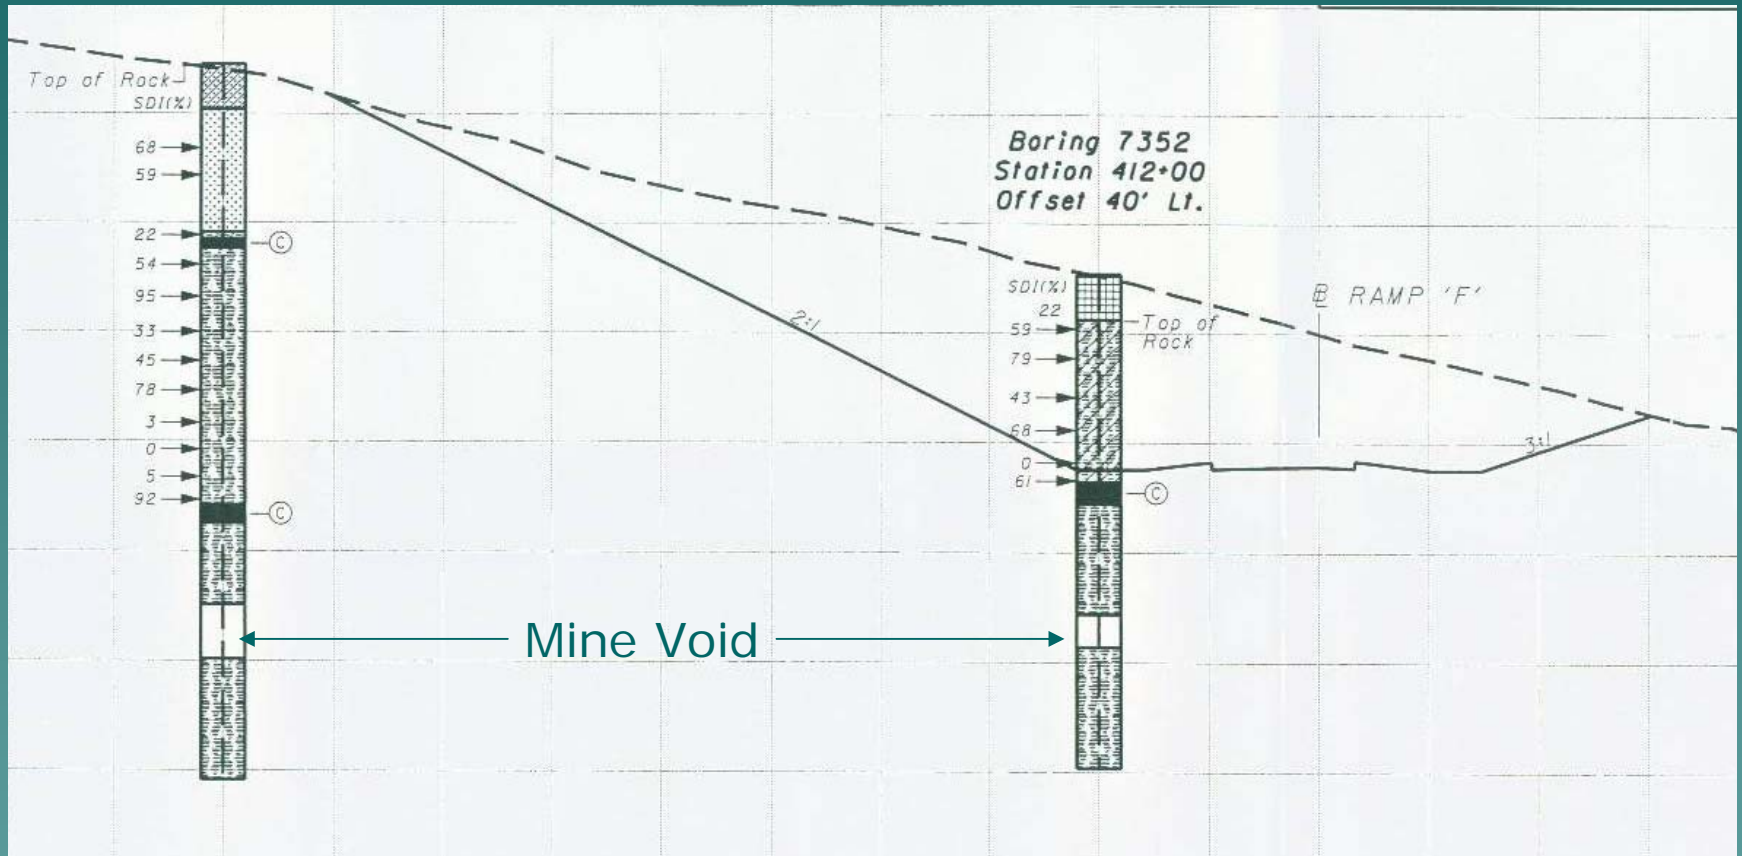 Top of Rock
SDI(%)
68
59
22
C
54
95
33
45
78
3
0
5
92
C
2:1
Boring 7352
Station 412+00
Offset 40' Lt.
SDI(%)
22
59
Top of
Rock
79
43
68
0
61
C
℄ RAMP 'F'
3:1
Mine Void